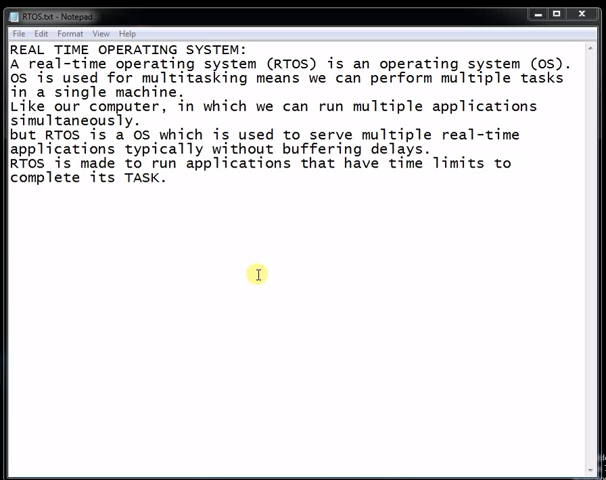 RTOS.txt - Notepad
File Edit Format View Help
REAL TIME OPERATING SYSTEM:
A real-time operating system (RTOS) is an operating system (OS).
OS is used for multitasking means we can perform multiple tasks
in a single machine.
Like our computer, in which we can run multiple applications
simultaneously.
but RTOS is a OS which is used to serve multiple real-time
applications typically without buffering delays.
RTOS is made to run applications that have time limits to
complete its TASK.